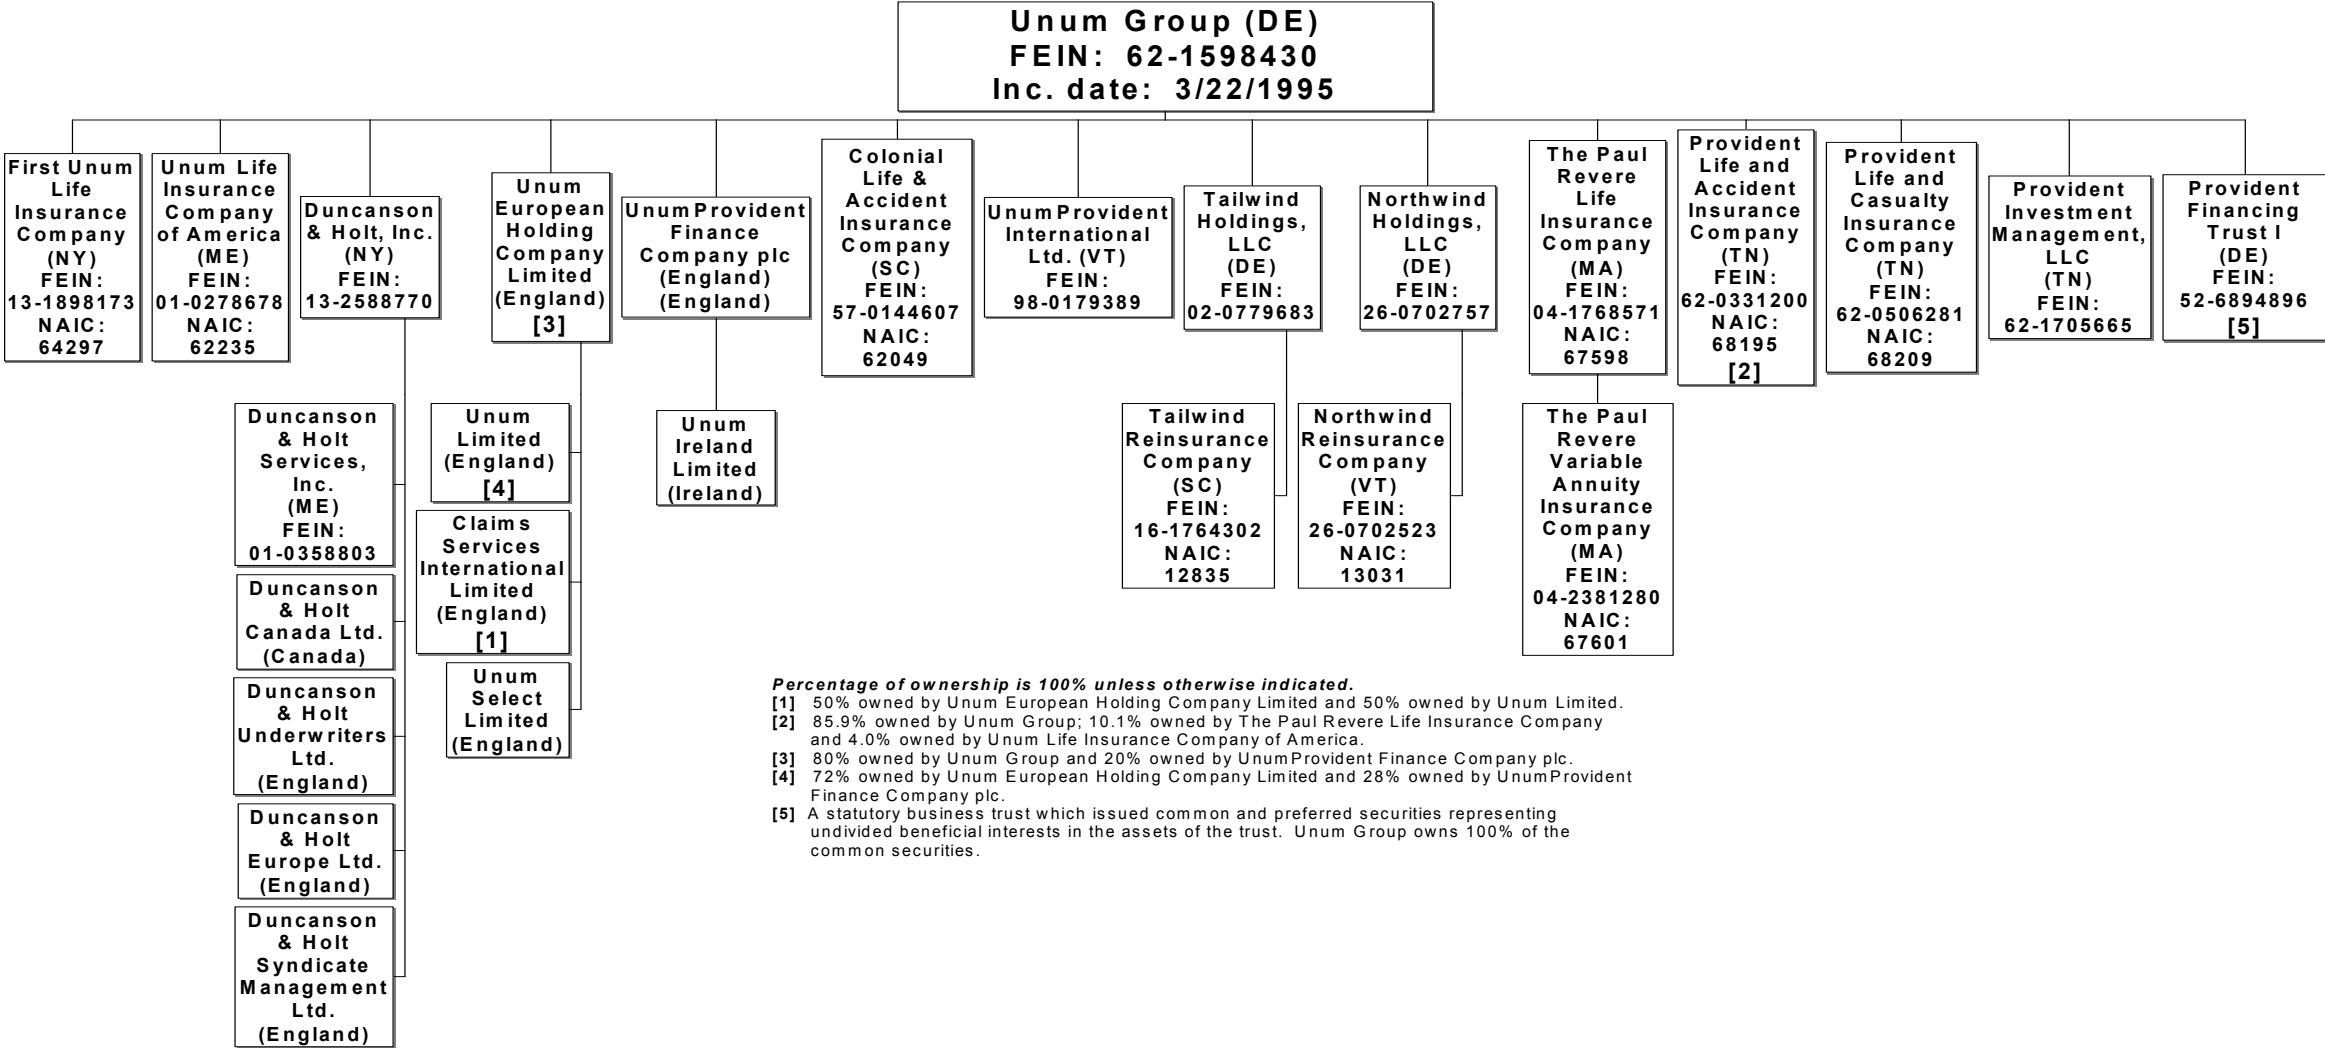 Unum Group (DE)
FEIN: 62-1598430
Inc. date: 3/22/1995
First Unum
Life
Insurance
Company
(NY)
FEIN:
13-1898173
NAIC:
64297
Unum Life
Insurance
Company
of America
(ME)
FEIN:
01-0278678
NAIC:
62235
Duncanson
& Holt, Inc.
(NY)
FEIN:
13-2588770
Unum
European
Holding
Company
Limited
(England)
[3]
UnumProvident
Finance
Company plc
(England)
(England)
Colonial
Life &
Accident
Insurance
Company
(SC)
FEIN:
57-0144607
NAIC:
62049
UnumProvident
International
Ltd. (VT)
FEIN:
98-0179389
Tailwind
Holdings,
LLC
(DE)
FEIN:
02-0779683
Northwind
Holdings,
LLC
(DE)
FEIN:
26-0702757
The Paul
Revere
Life
Insurance
Company
(MA)
FEIN:
04-1768571
NAIC:
67598
Provident
Life and
Accident
Insurance
Company
(TN)
FEIN:
62-0331200
NAIC:
68195
[2]
Provident
Life and
Casualty
Insurance
Company
(TN)
FEIN:
62-0506281
NAIC:
68209
Provident
Investment
Management,
LLC
(TN)
FEIN:
62-1705665
Provident
Financing
Trust I
(DE)
FEIN:
52-6894896
[5]
Duncanson
& Holt
Services,
Inc.
(ME)
FEIN:
01-0358803
Duncanson
& Holt
Canada Ltd.
(Canada)
Duncanson
& Holt
Underwriters
Ltd.
(England)
Duncanson
& Holt
Europe Ltd.
(England)
Duncanson
& Holt
Syndicate
Management
Ltd.
(England)
Unum
Limited
(England)
[4]
Claims
Services
International
Limited
(England)
[1]
Unum
Select
Limited
(England)
Unum
Ireland
Limited
(Ireland)
Tailwind
Reinsurance
Company
(SC)
FEIN:
16-1764302
NAIC:
12835
Northwind
Reinsurance
Company
(VT)
FEIN:
26-0702523
NAIC:
13031
The Paul
Revere
Variable
Annuity
Insurance
Company
(MA)
FEIN:
04-2381280
NAIC:
67601
Percentage of ownership is 100% unless otherwise indicated.
[1] 50% owned by Unum European Holding Company Limited and 50% owned by Unum Limited.
[2] 85.9% owned by Unum Group; 10.1% owned by The Paul Revere Life Insurance Company
and 4.0% owned by Unum Life Insurance Company of America.
[3] 80% owned by Unum Group and 20% owned by UnumProvident Finance Company plc.
[4] 72% owned by Unum European Holding Company Limited and 28% owned by UnumProvident
Finance Company plc.
[5] A statutory business trust which issued common and preferred securities representing
undivided beneficial interests in the assets of the trust. Unum Group owns 100% of the
common securities.